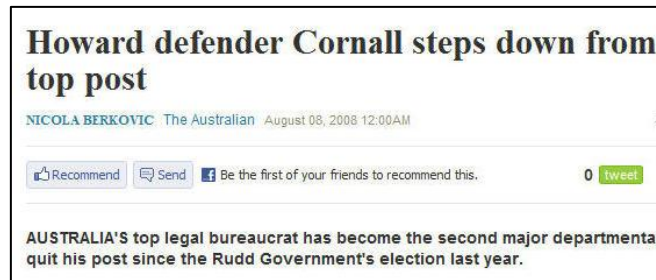 Howard defender Cornall steps down from
top post
NICOLA BERKOVIC The Australian August 08, 2008 12:00AM
Recommend Send Be the first of your friends to recommend this. 0 tweet
AUSTRALIA'S top legal bureaucrat has become the second major departmenta
quit his post since the Rudd Government's election last year.